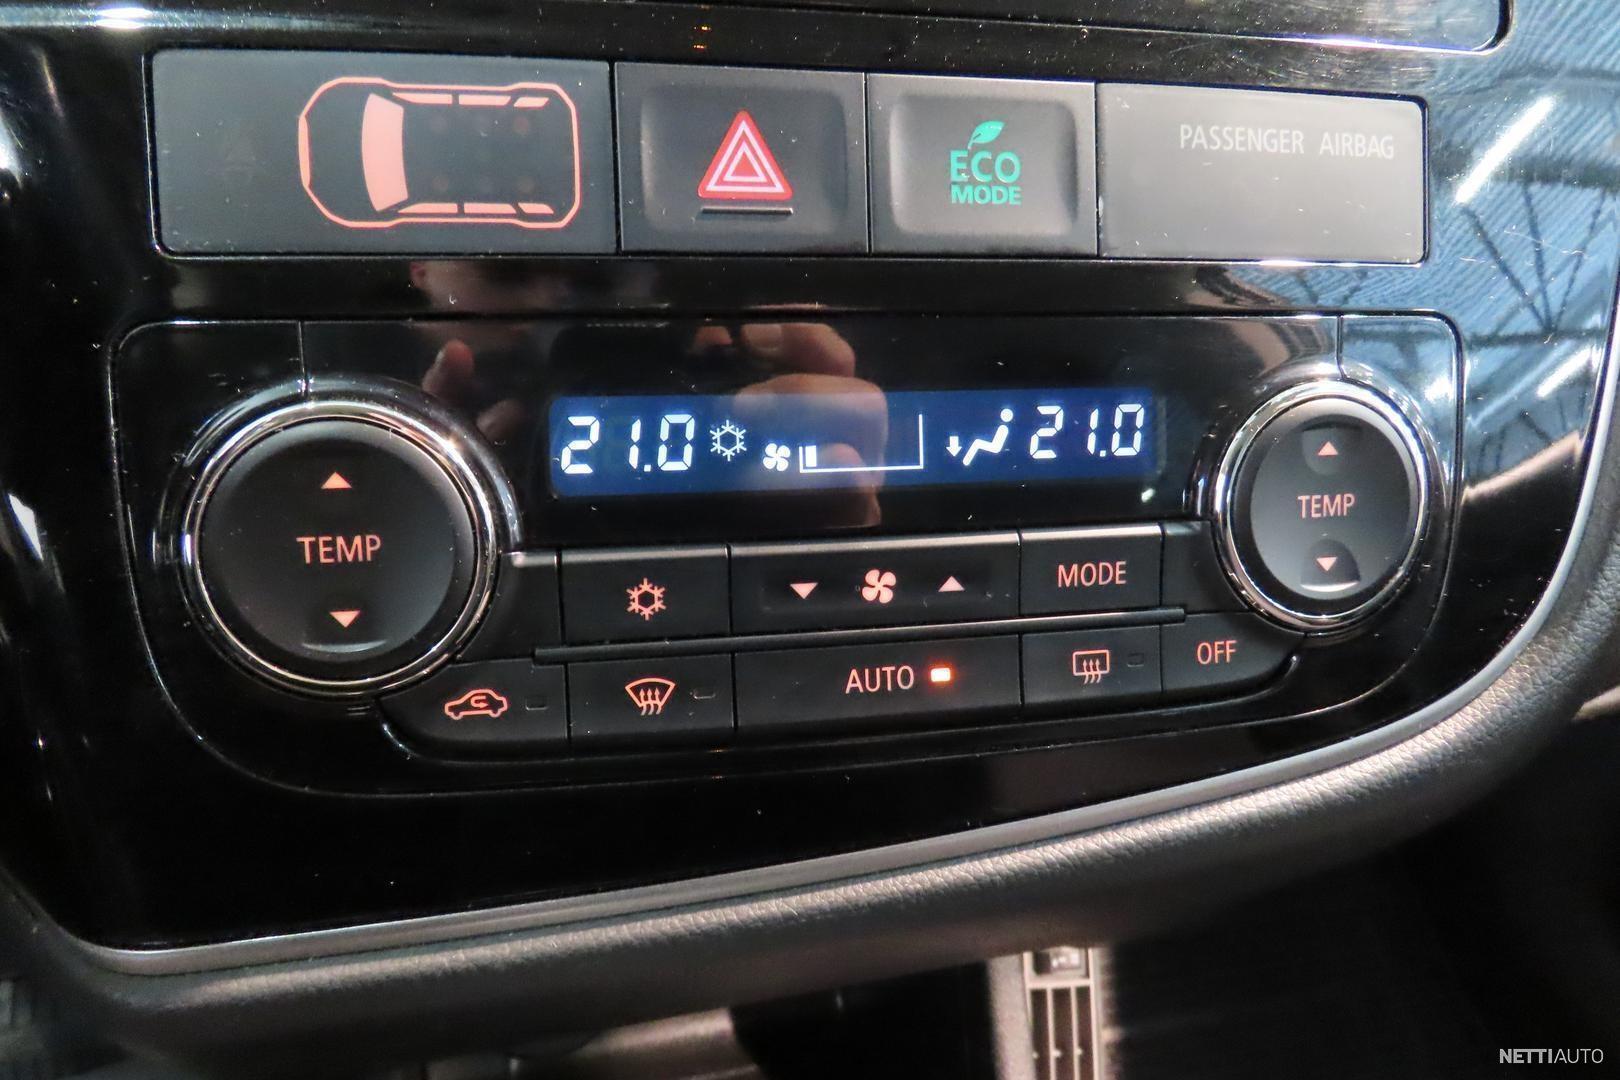 PASSENGER AIRBAG
ECO
MODE
21.0 21.0
TEMP
TEMP
MODE
AUTO
OFF
NETTIAUTO